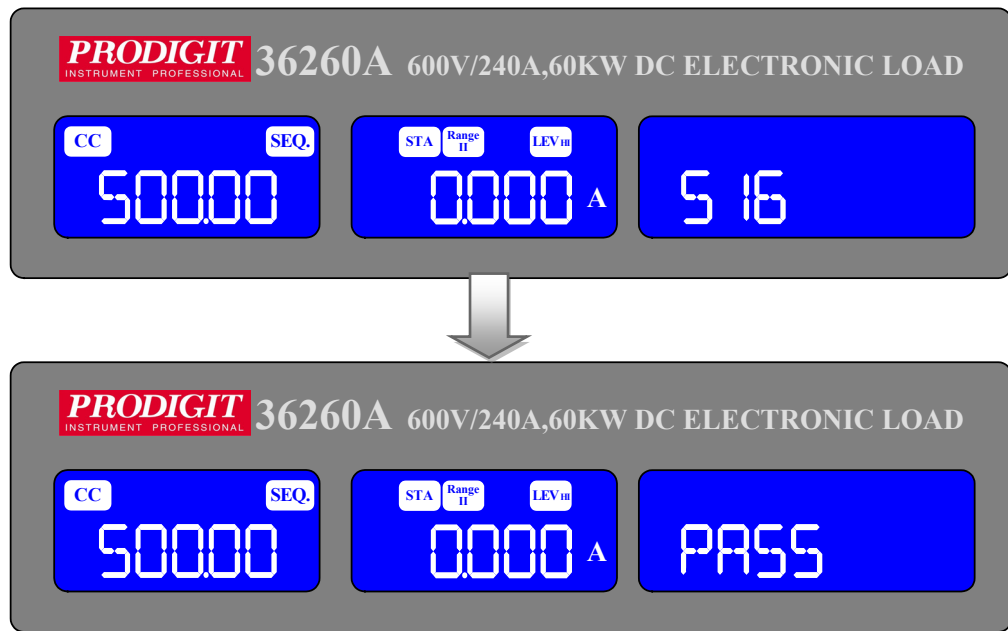 PRODIGIT
INSTRUMENT PROFESSIONAL
36260A 600V/240A,60KW DC ELECTRONIC LOAD
CC SEQ.
500.00
STA Range II LEV HI
0.000 A
S 16
PRODIGIT
INSTRUMENT PROFESSIONAL
36260A 600V/240A,60KW DC ELECTRONIC LOAD
CC SEQ.
500.00
STA Range II LEV HI
0.000 A
PASS